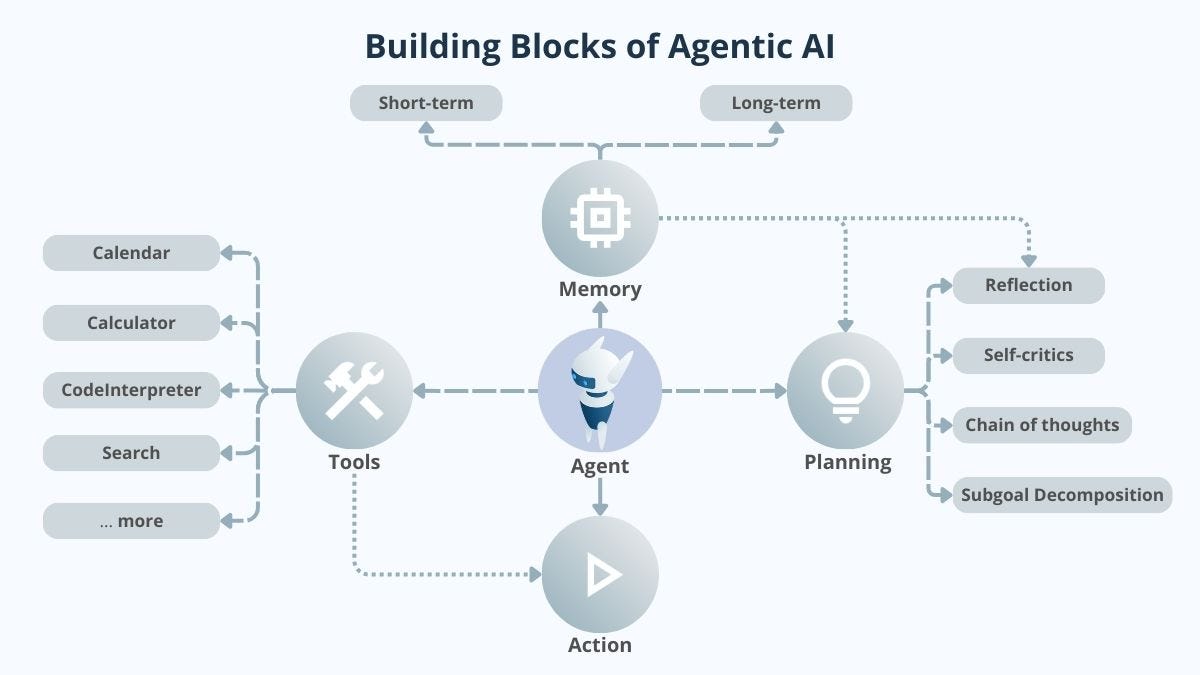 Building Blocks of Agentic AI
Short-term
Long-term
Memory
Calendar
Calculator
CodeInterpreter
Search
... more
Tools
Agent
Planning
Reflection
Self-critics
Chain of thoughts
Subgoal Decomposition
Action